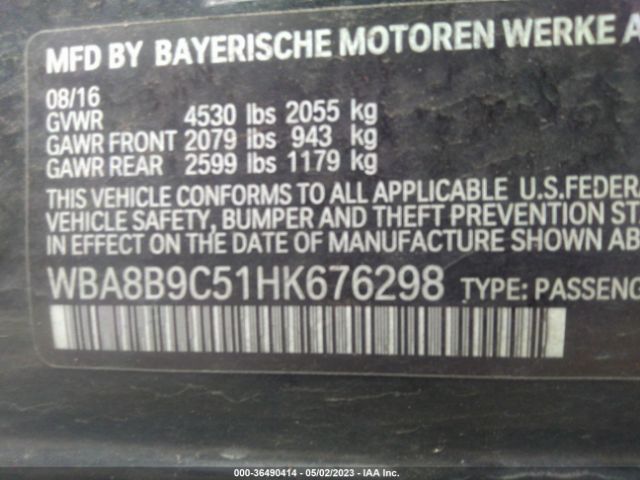 MFD BY BAYERISCHE MOTOREN WERKE A
08/16
GVWR 4530 lbs 2055 kg
GAWR FRONT 2079 lbs 943 kg
GAWR REAR 2599 lbs 1179 kg
THIS VEHICLE CONFORMS TO ALL APPLICABLE U.S.FEDER
VEHICLE SAFETY, BUMPER AND THEFT PREVENTION ST
IN EFFECT ON THE DATE OF MANUFACTURE SHOWN AB
WBA8B9C51HK676298 TYPE: PASSENG
000-36490414 - 05/02/2023 - IAA Inc.